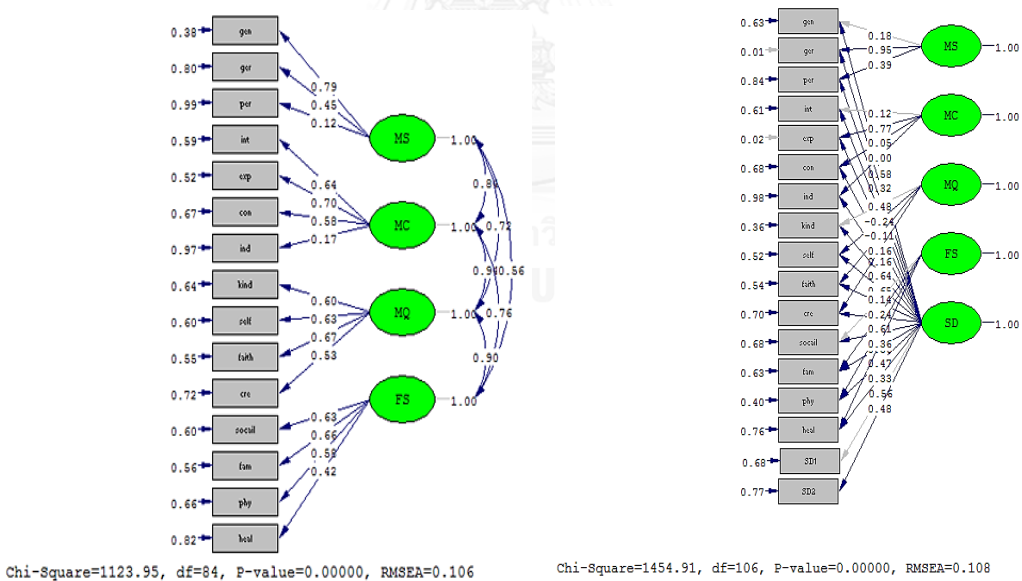 0.38 gen
0.80 ger
0.99 per
0.59 int
0.52 exp
0.67 con
0.97 ind
0.64 kind
0.60 self
0.55 faith
0.72 cre
0.60 socail
0.56 fam
0.66 phy
0.82 heal
0.79
0.45
0.12
0.64
0.70
0.58
0.17
0.60
0.63
0.67
0.53
0.63
0.66
0.42
MS 1.00
MC 1.00
MQ 1.00
FS 1.00
0.72
0.56
0.76
0.90
Chi-Square=1123.95, df=84, P-value=0.00000, RMSEA=0.106
0.63 gen
0.01 ger
0.84 per
0.61 int
0.02 exp
0.68 con
0.98 ind
0.36 kind
0.52 self
0.54 faith
0.70 cre
0.68 socail
0.63 fam
0.40 phy
0.76 heal
0.68 SD1
0.77 SD2
0.18
0.95
0.39
0.12
0.77
0.05
0.00
0.58
0.32
0.48
-0.24
-0.11
0.16
0.16
0.64
0.14
0.24
0.61
0.36
0.47
0.33
0.56
0.48
MS 1.00
MC 1.00
MQ 1.00
FS 1.00
SD 1.00
Chi-Square=1454.91, df=106, P-value=0.00000, RMSEA=0.108